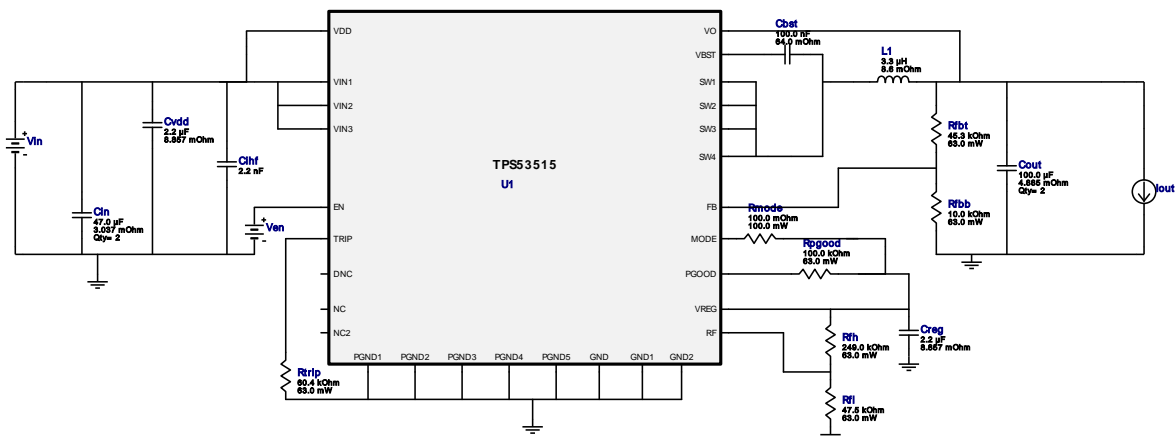 VDD
VIN1
VIN2
VIN3
EN
TRIP
DNC
NC
NC2
TPS53515
U1
VO
VBST
SW1
SW2
SW3
SW4
FB
MODE
PGOOD
VREG
RF
PGND1
PGND2
PGND3
PGND4
PGND5
GND
GND1
GND2
+
Vin
-
Cvdd
2.2 µF
8.857 mOhm
Cihf
2.2 nF
Cin
47.0 µF
3.037 mOhm
Qty= 2
+
Ven
-
Rtrip
60.4 kOhm
63.0 mW
Cbst
100.0 nF
64.0 mOhm
L1
3.3 µH
8.6 mOhm
Rfbt
45.3 kOhm
63.0 mW
Cout
100.0 µF
4.885 mOhm
Qty= 2
Iout
Rfbb
10.0 kOhm
63.0 mW
Rmode
100.0 mOhm
100.0 mW
Rpgood
100.0 kOhm
63.0 mW
Rfh
249.0 kOhm
63.0 mW
Creg
2.2 µF
8.857 mOhm
Rfl
47.5 kOhm
63.0 mW